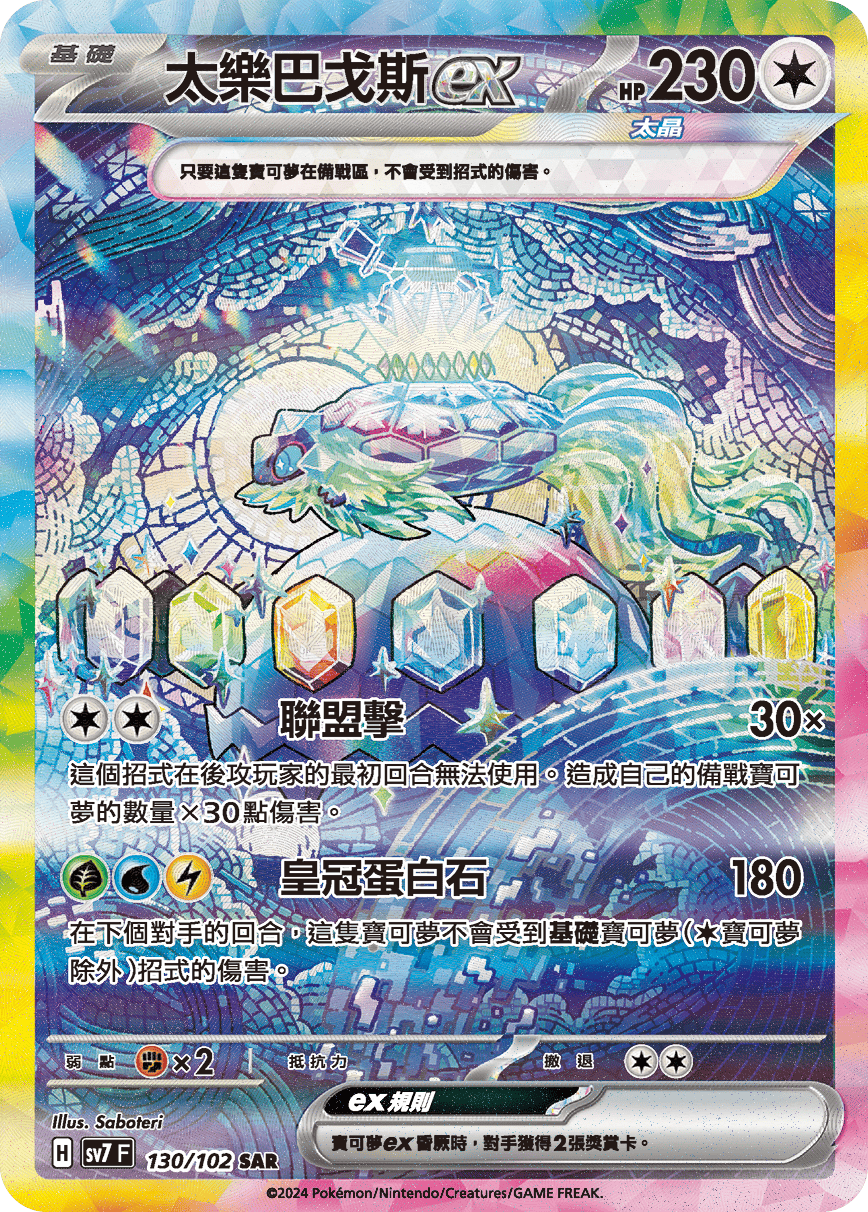 基礎 太樂巴戈斯ex HP230
太晶
只要這隻寶可夢在備戰區，不會受到招式的傷害。
聯盟擊 30×
這個招式在後攻玩家的最初回合無法使用。造成自己的備戰寶可
夢的數量×30點傷害。
皇冠蛋白石 180
在下個對手的回合，這隻寶可夢不會受到基礎寶可夢(寶可夢
除外)招式的傷害。
弱點 ×2 抵抗力 撤退
ex規則
寶可夢ex昏厥時，對手獲得2張獎賞卡。
Illus. Saboteri
H sv7 F 130/102 SAR
©2024 Pokémon/Nintendo/Creatures/GAME FREAK.